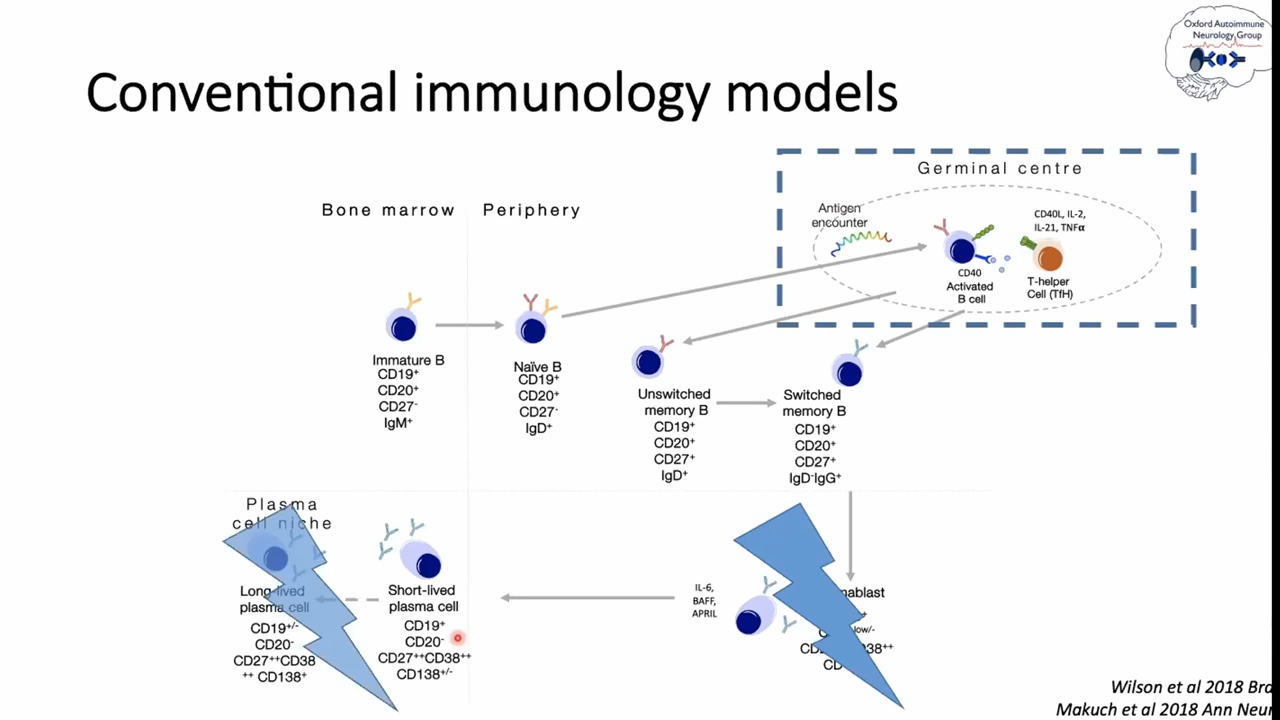 Oxford Autoimmune
Neurology Group
Conventional immunology models
Germinal centre
Bone marrow
Periphery
Antigen
encounter
CD40L, IL-2,
IL-21, TNFα
CD40
Activated
B cell
T-helper
Cell (TfH)
Immature B
CD19⁺
CD20⁺
CD27⁻
IgM⁺
Naïve B
CD19⁺
CD20⁺
CD27⁻
IgD⁺
Unswitched
memory B
CD19⁺
CD20⁺
CD27⁺
IgD⁺
Switched
memory B
CD19⁺
CD20⁺
CD27⁺
IgD⁻IgG⁺
Plasma
cell niche
Long-lived
plasma cell
CD19⁺/⁻
CD20⁻
CD27⁺⁺CD38
⁺⁺ CD138⁺
Short-lived
plasma cell
CD19⁺
CD20⁻
CD27⁺⁺CD38⁺⁺
CD138⁺/⁻
IL-6,
BAFF,
APRIL
low/-
38⁺⁺
Wilson et al 2018
Makuch et al 2018 Ann